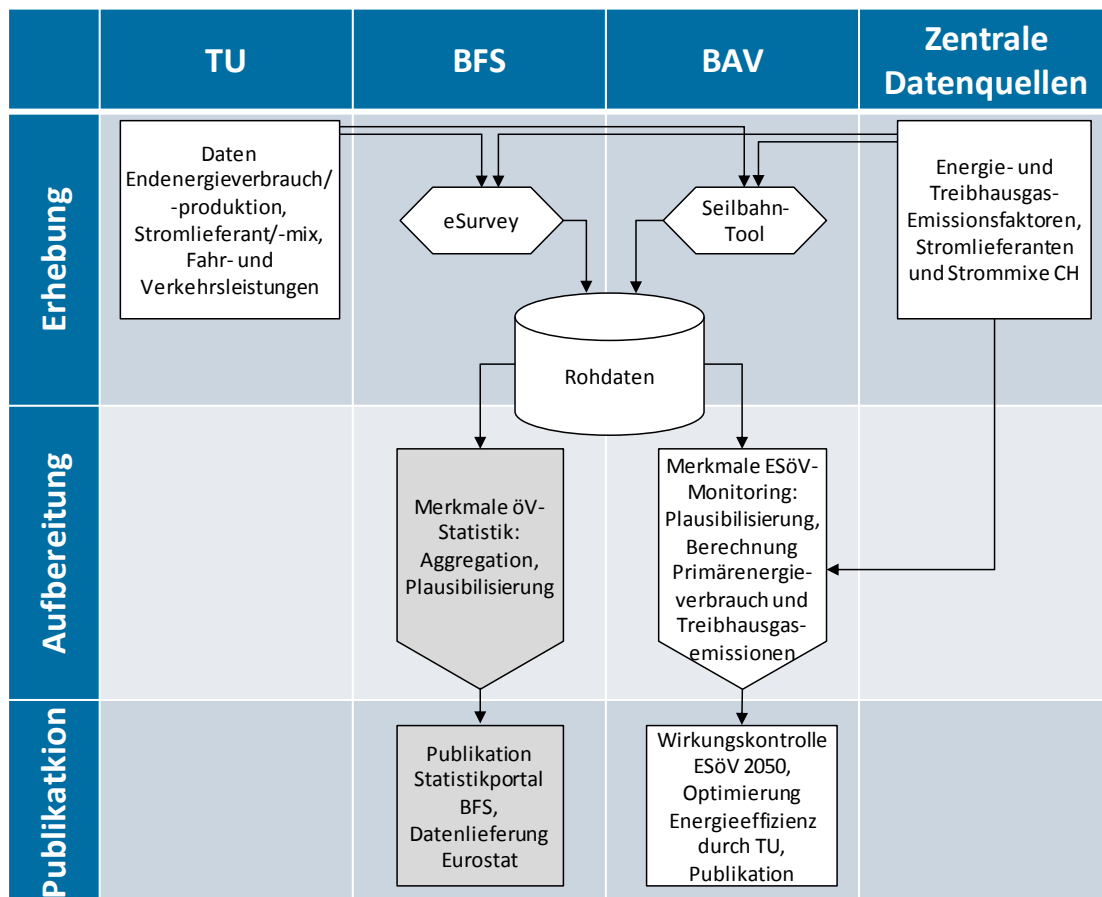 TU
BFS
BAV
Zentrale
Datenquellen
Erhebung
Daten
Endenergieverbrauch/
-produktion,
Stromlieferant/-mix,
Fahr- und
Verkehrsleistungen
eSurvey
Seilbahn-
Tool
Energie- und
Treibhausgas-
Emissionsfaktoren,
Stromlieferanten
und Strommixe CH
Rohdaten
Aufbereitung
Merkmale öV-
Statistik:
Aggregation,
Plausibilisierung
Merkmale ESöV-
Monitoring:
Plausibilisierung,
Berechnung
Primärenergie-
verbrauch und
Treibhausgas-
emissionen
Publikatkion
Publikation
Statistikportal
BFS,
Datenlieferung
Eurostat
Wirkungskontrolle
ESöV 2050,
Optimierung
Energieeffizienz
durch TU,
Publikation